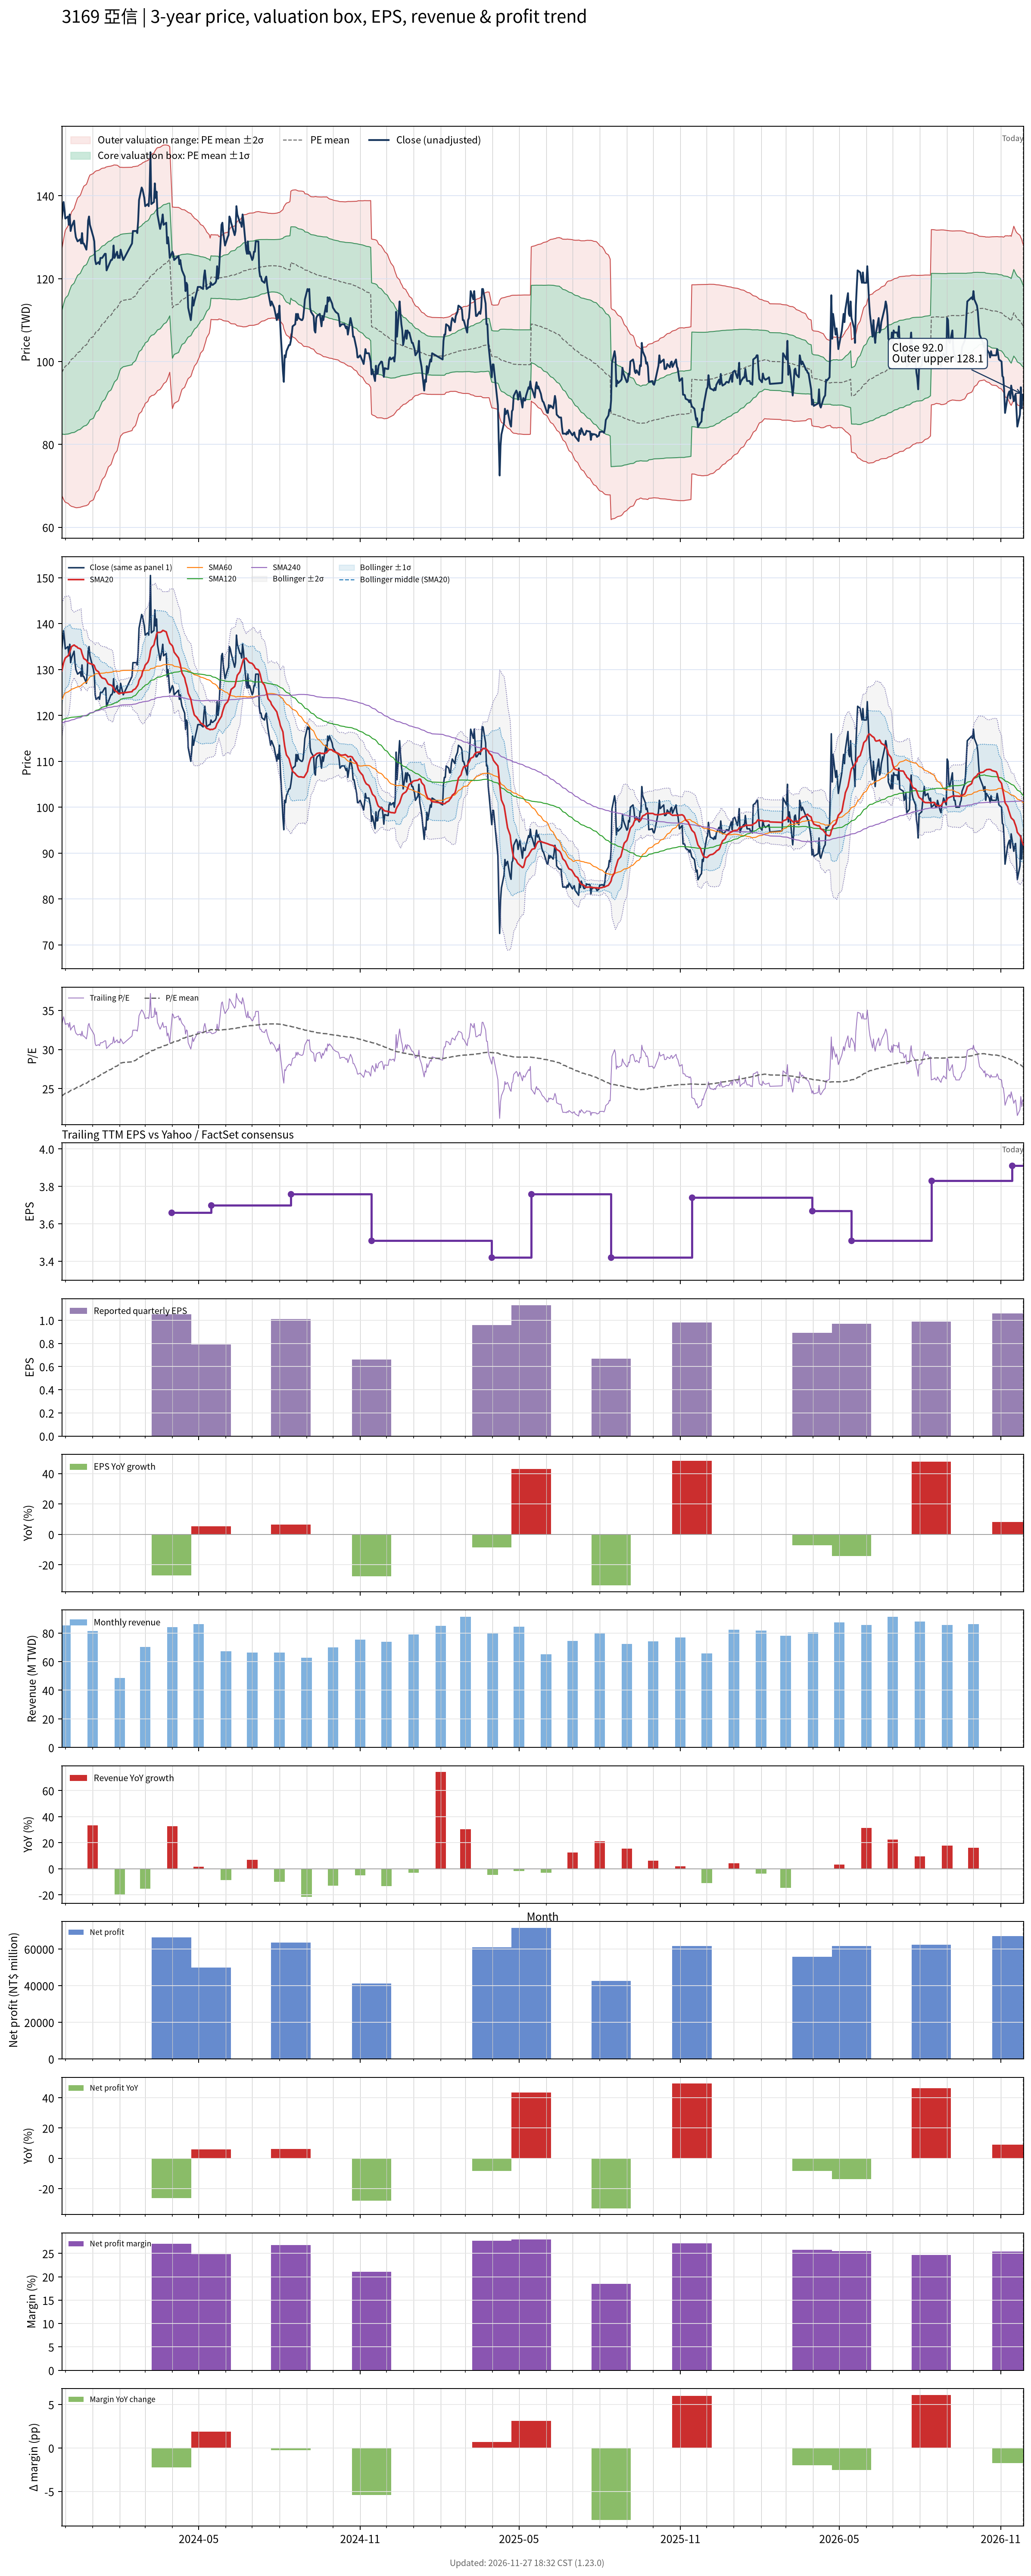 3169 亞信 | 3-year price, valuation box, EPS, revenue & profit trend
Outer valuation range: PE mean ±2σ
PE mean
Close (unadjusted)
Core valuation box: PE mean ±1σ
Today
140
120
100
80
60
Price (TWD)
Close 92.0
Outer upper 128.1
Close (same as panel 1)
SMA60
SMA240
Bollinger ±1σ
SMA20
SMA120
Bollinger ±2σ
Bollinger middle (SMA20)
150
140
130
120
110
100
90
80
70
Price
Trailing P/E
P/E mean
35
30
25
P/E
Trailing TTM EPS vs Yahoo / FactSet consensus
Today
4.0
3.8
3.6
3.4
EPS
Reported quarterly EPS
1.0
0.8
0.6
0.4
0.2
0.0
EPS
EPS YoY growth
40
20
0
-20
YoY (%)
Monthly revenue
80
60
40
20
0
Revenue (M TWD)
Revenue YoY growth
60
40
20
0
-20
YoY (%)
Month
Net profit
60000
40000
20000
0
Net profit (NT$ million)
Net profit YoY
40
20
0
-20
YoY (%)
Net profit margin
25
20
15
10
5
0
Margin (%)
Margin YoY change
5
0
-5
Δ margin (pp)
2024-05
2024-11
2025-05
2025-11
2026-05
2026-11
Updated: 2026-11-27 18:32 CST (1.23.0)